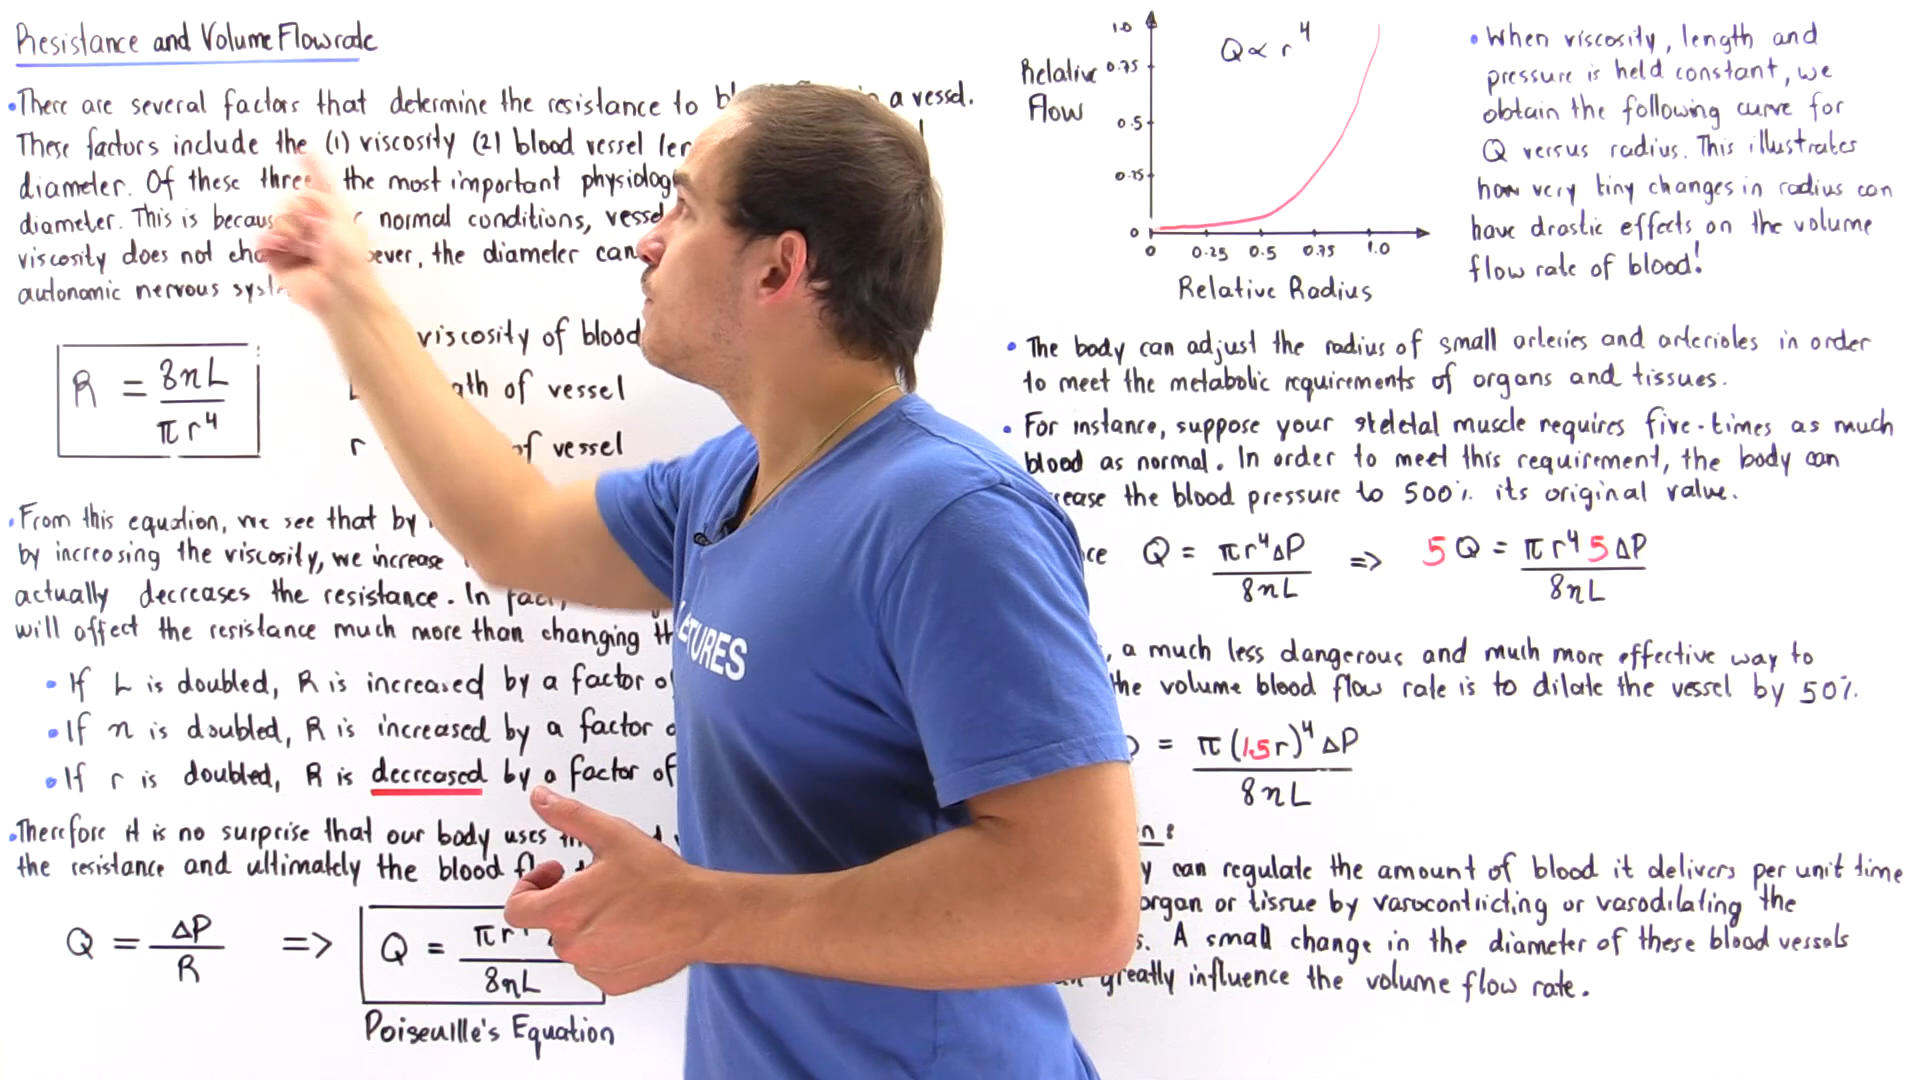 Resistance and Volume Flowrate
• There are several factors that determine the resistance to a vessel.
These factors include the (1) viscosity (2) blood vessel
diameter. Of these the most important
diameter. This is normal conditions,
viscosity does not the diameter can
autonomic nervous
R = 8ηL / πr⁴
viscosity of blood
of vessel
r of vessel
• From this equation, we see that by
by increasing the viscosity, we increase
actually decreases the resistance. In
will affect the resistance much more than changing
• If L is doubled, R is increased by a factor
• If η is doubled, R is increased by a factor
• If r is doubled, R is decreased by a factor of
• Therefore it is no surprise that our body uses
the resistance and ultimately the blood
Q = ΔP / R => Q = πr⁴ / 8ηL
Poiseuille's Equation
Relative Flow
1.0
0.75
0.5
0.25
0
Q ∝ r⁴
0 0.25 0.5 0.75 1.0
Relative Radius
• When viscosity, length and
pressure is held constant, we
obtain the following curve for
Q versus radius. This illustrates
how very tiny changes in radius can
have drastic effects on the volume
flow rate of blood!
• The body can adjust the radius of small arteries and arterioles in order
to meet the metabolic requirements of organs and tissues.
• For instance, suppose your skeletal muscle requires five-times as much
blood as normal. In order to meet this requirement, the body can
the blood pressure to 500% its original value.
Q = πr⁴ΔP / 8ηL => 5Q = πr⁴5ΔP / 8ηL
, a much less dangerous and much more effective way to
the volume blood flow rate is to dilate the vessel by 50%.
= π(1.5r)⁴ΔP / 8ηL
can regulate the amount of blood it delivers per unit time
organ or tissue by vasocontricting or vasodilating the
. A small change in the diameter of these blood vessels
greatly influence the volume flow rate.